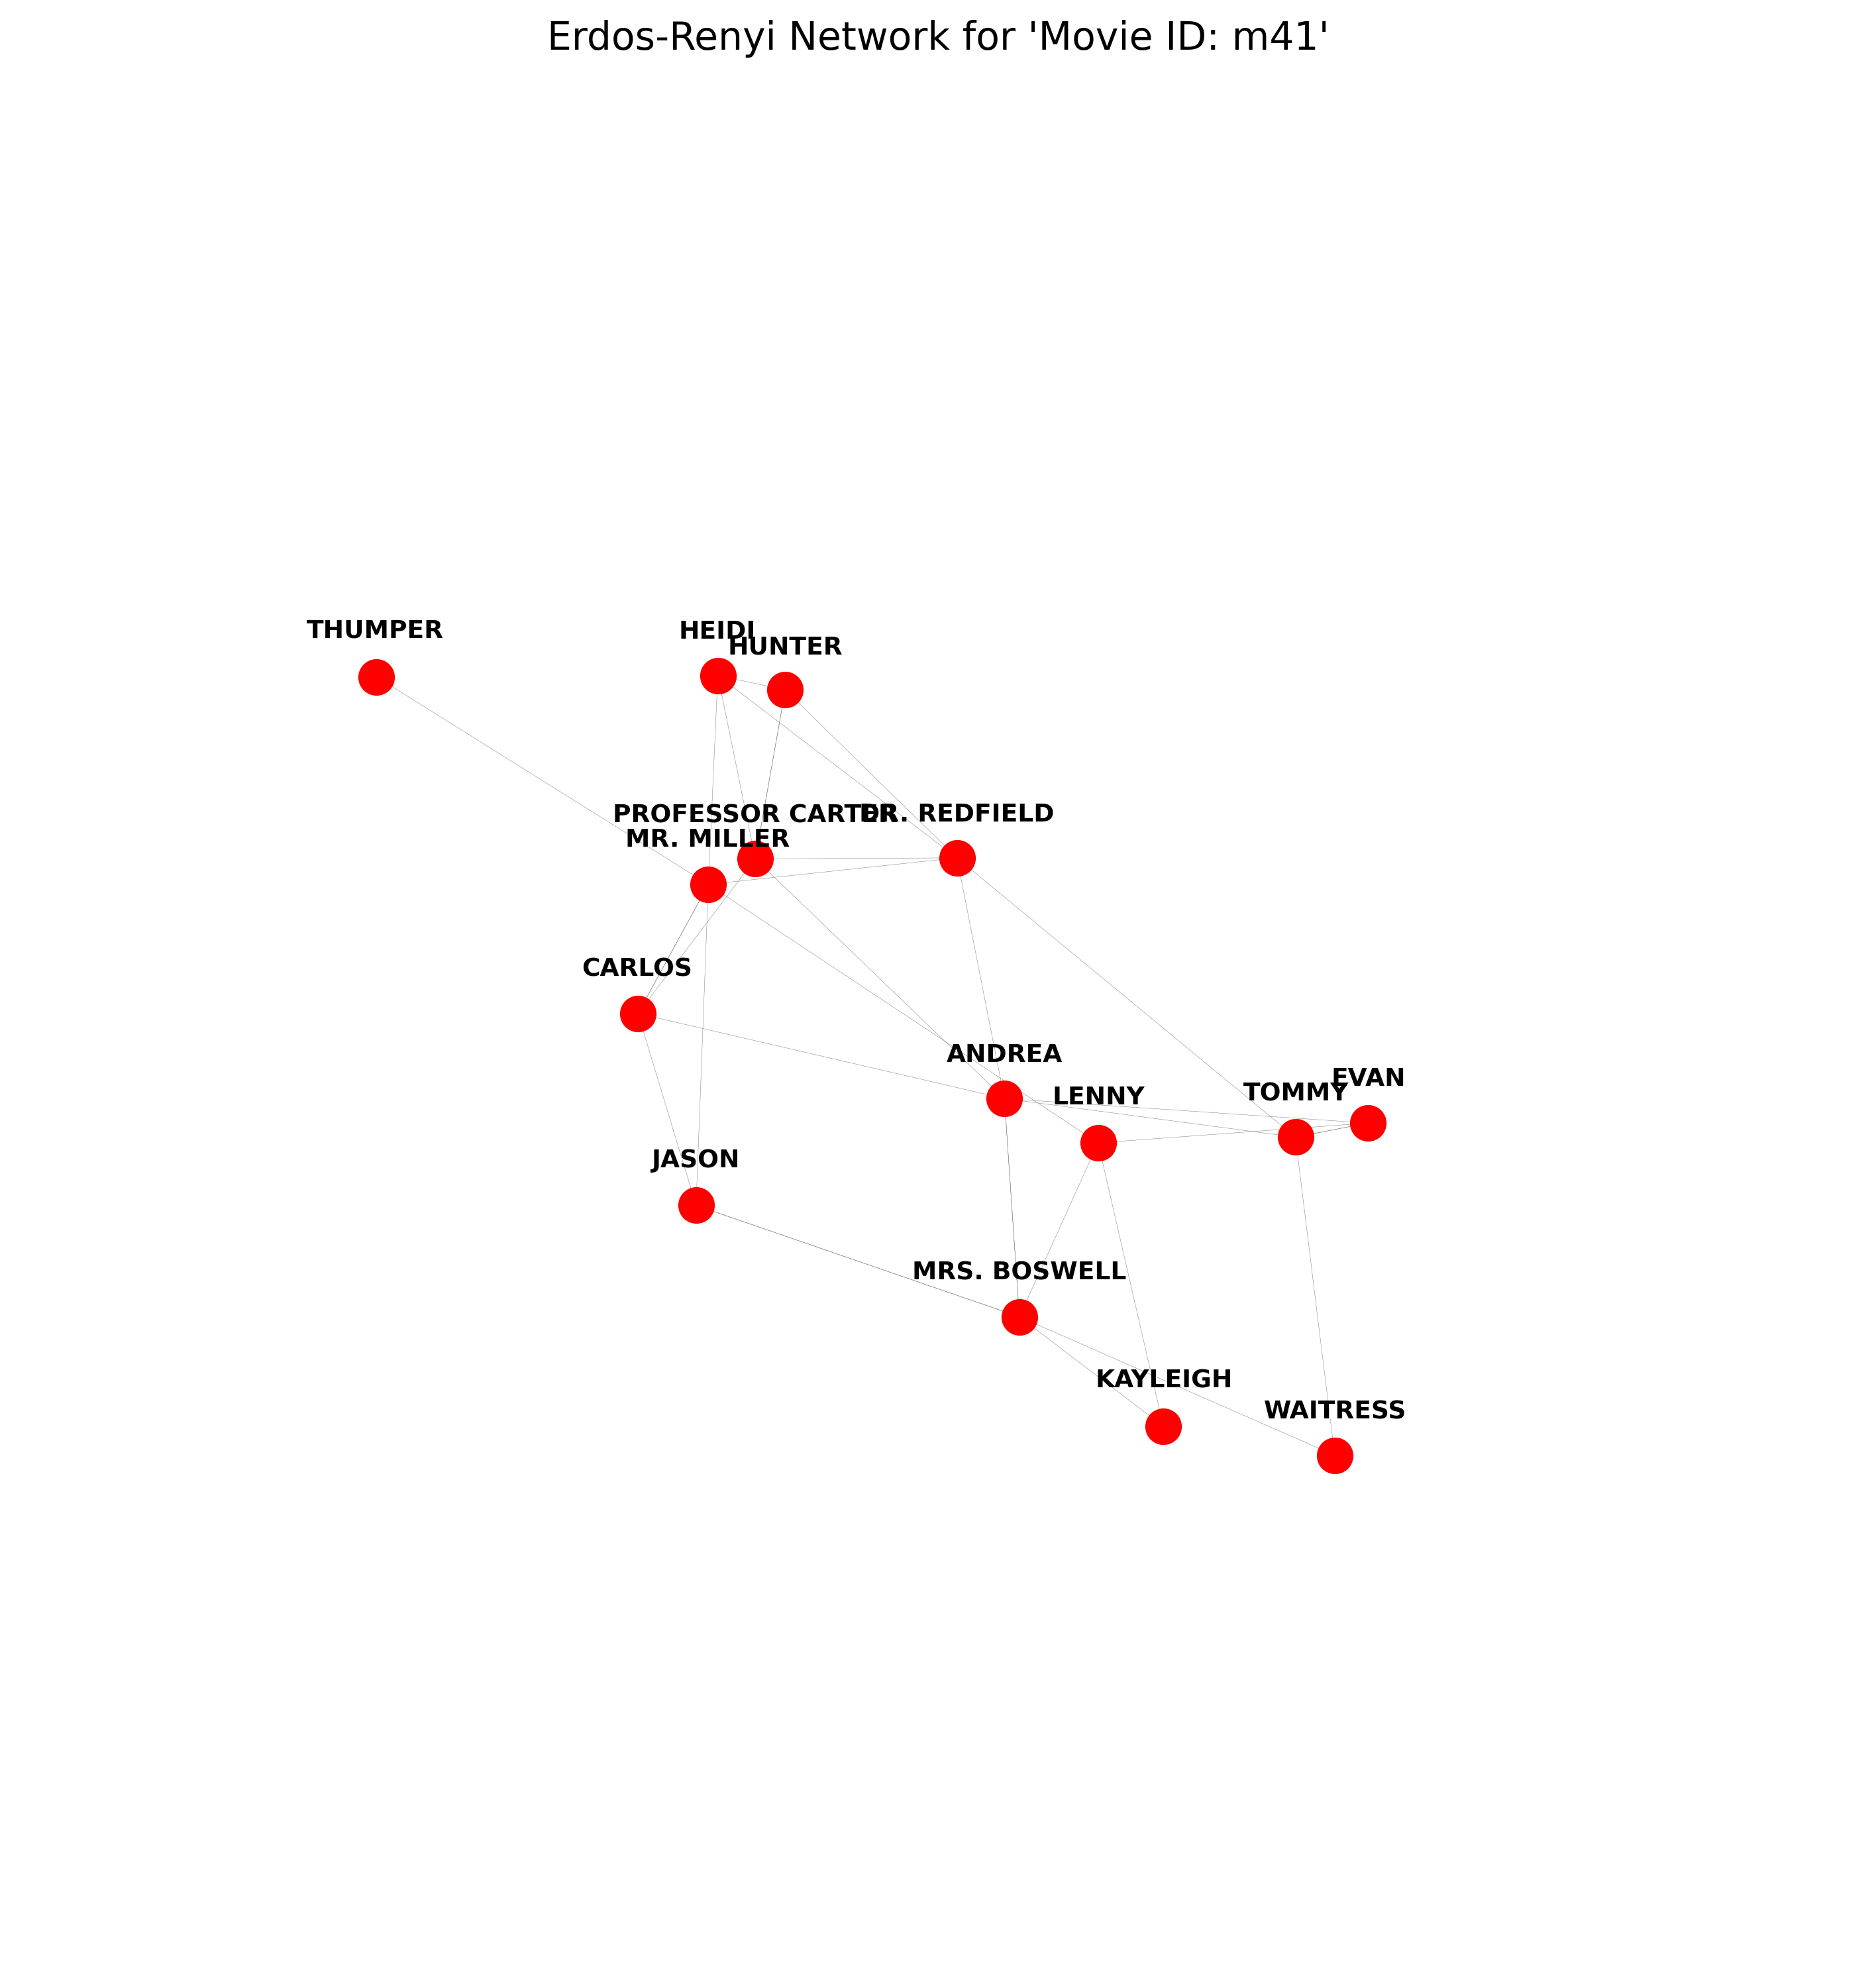 Erdos-Renyi Network for 'Movie ID: m41'
THUMPER
HEIDI
HUNTER
PROFESSOR CARTER
DR. REDFIELD
MR. MILLER
CARLOS
ANDREA
LENNY
TOMMY
EVAN
JASON
MRS. BOSWELL
KAYLEIGH
WAITRESS